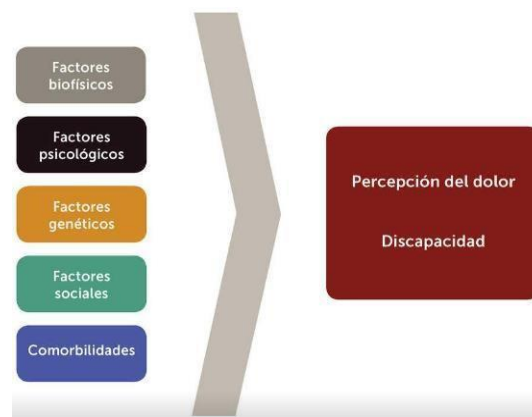 Factores
biofísicos
Factores
psicológicos
Factores
genéticos
Factores
sociales
Comorbilidades
Percepción del dolor
Discapacidad